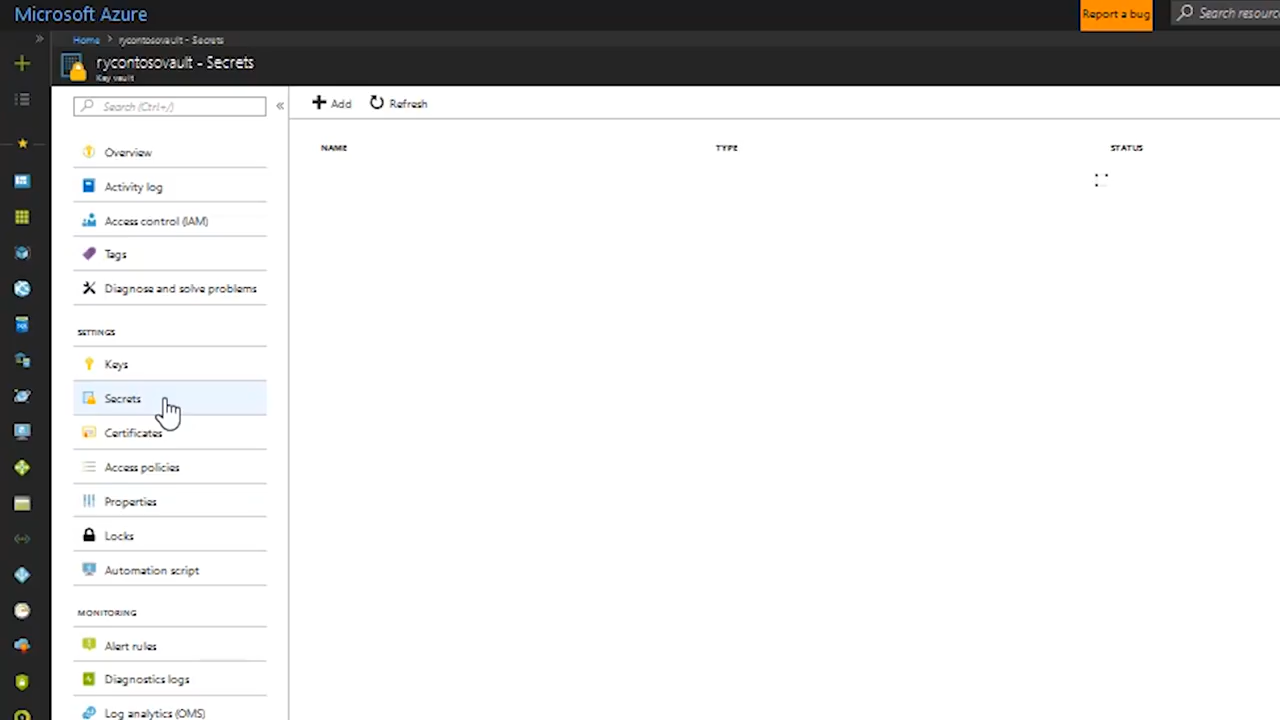 Microsoft Azure
Report a bug
Search resourc
Home > rycontosovault - Secrets
rycontosovault - Secrets
Key vault
Search (Ctrl+/)
Add
Refresh
NAME
TYPE
STATUS
Overview
Activity log
Access control (IAM)
Tags
Diagnose and solve problems
SETTINGS
Keys
Secrets
Certificates
Access policies
Properties
Locks
Automation script
MONITORING
Alert rules
Diagnostics logs
Log analytics (OMS)